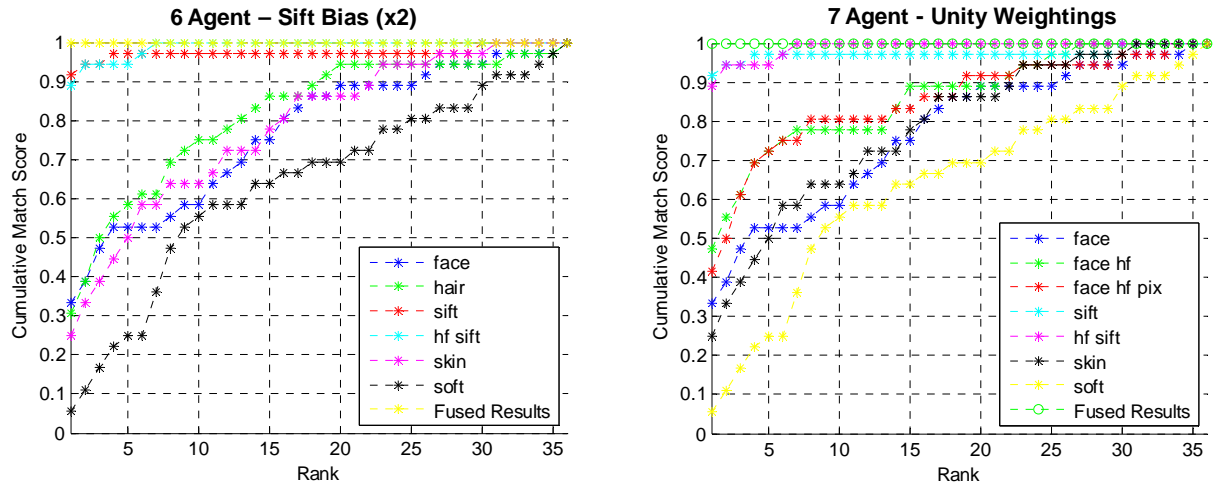 6 Agent – Sift Bias (x2)
Cumulative Match Score
1
0.9
0.8
0.7
0.6
0.5
0.4
0.3
0.2
0.1
0
5
10
15
20
25
30
35
Rank
face
hair
sift
hf sift
skin
soft
Fused Results
7 Agent - Unity Weightings
Cumulative Match Score
1
0.9
0.8
0.7
0.6
0.5
0.4
0.3
0.2
0.1
0
5
10
15
20
25
30
35
Rank
face
face hf
face hf pix
sift
hf sift
skin
soft
Fused Results